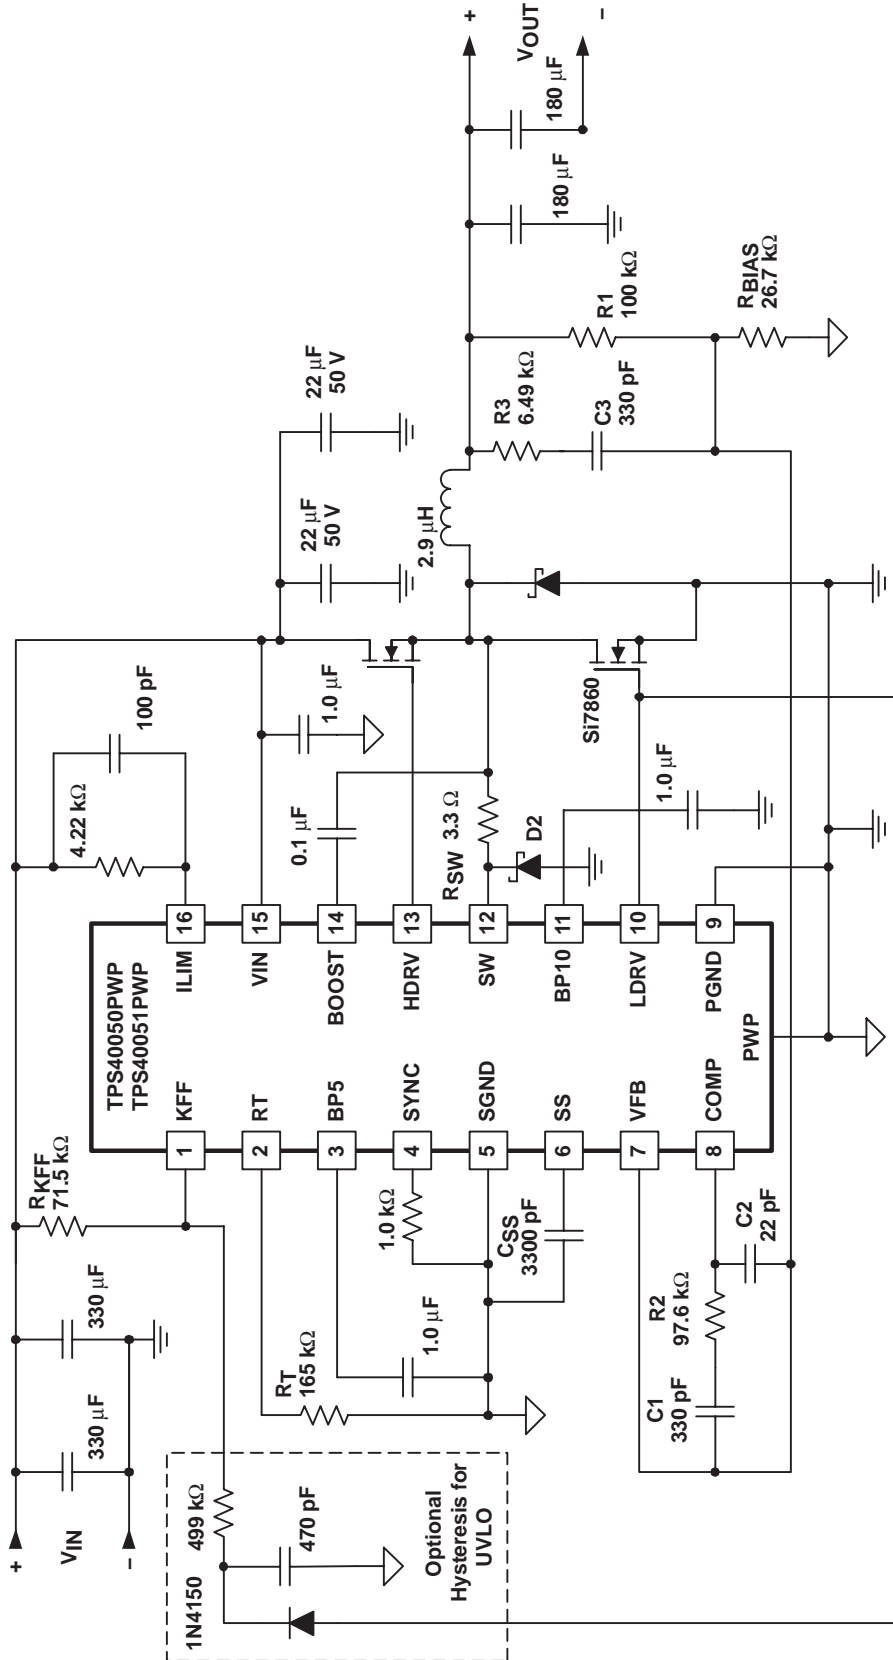 +
VIN
–
330 μF
330 μF
RKFF
71.5 kΩ
499 kΩ
1N4150
470 pF
Optional
Hysteresis for
UVLO
RT
165 kΩ
1.0 μF
1.0 kΩ
CSS
3300 pF
C1
330 pF
R2
97.6 kΩ
C2
22 pF
TPS40050PWP
TPS40051PWP
1
KFF
2
RT
3
BP5
4
SYNC
5
SGND
6
SS
7
VFB
8
COMP
ILIM
16
VIN
15
BOOST
14
HDRV
13
SW
12
BP10
11
LDRV
10
PGND
9
PWP
4.22 kΩ
100 pF
1.0 μF
0.1 μF
RSW
3.3 Ω
D2
1.0 μF
Si7860
22 μF
50 V
22 μF
50 V
2.9 μH
R3
6.49 kΩ
C3
330 pF
R1
100 kΩ
RBIAS
26.7 kΩ
180 μF
180 μF
+
VOUT
–